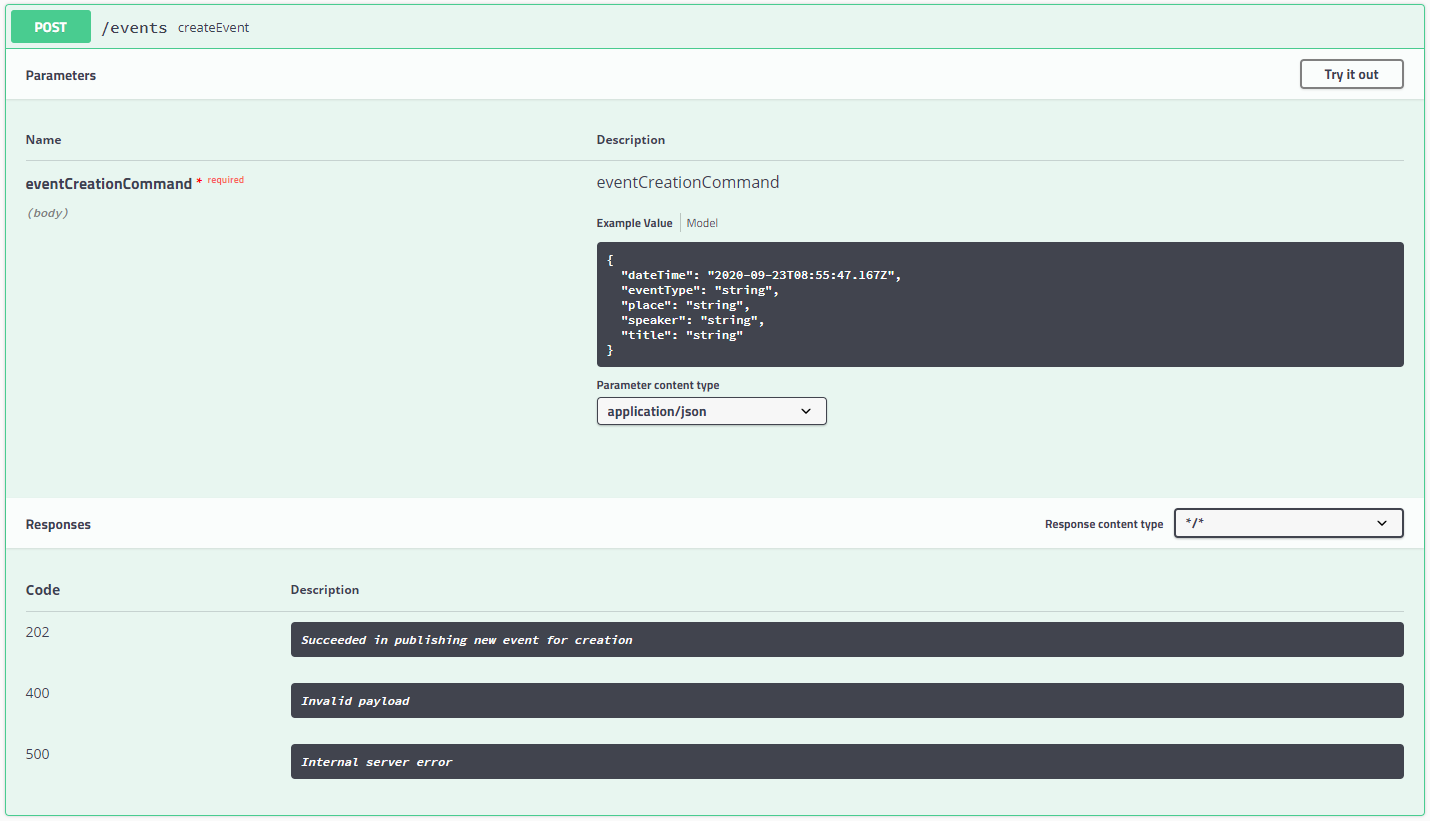 POST /events createEvent
Parameters Try it out
Name Description
eventCreationCommand * required eventCreationCommand
(body)
Example Value Model
{
"dateTime": "2020-09-23T08:55:47.167Z",
"eventType": "string",
"place": "string",
"speaker": "string",
"title": "string"
}
Parameter content type
application/json
Responses Response content type */*
Code Description
202 Succeeded in publishing new event for creation
400 Invalid payload
500 Internal server error